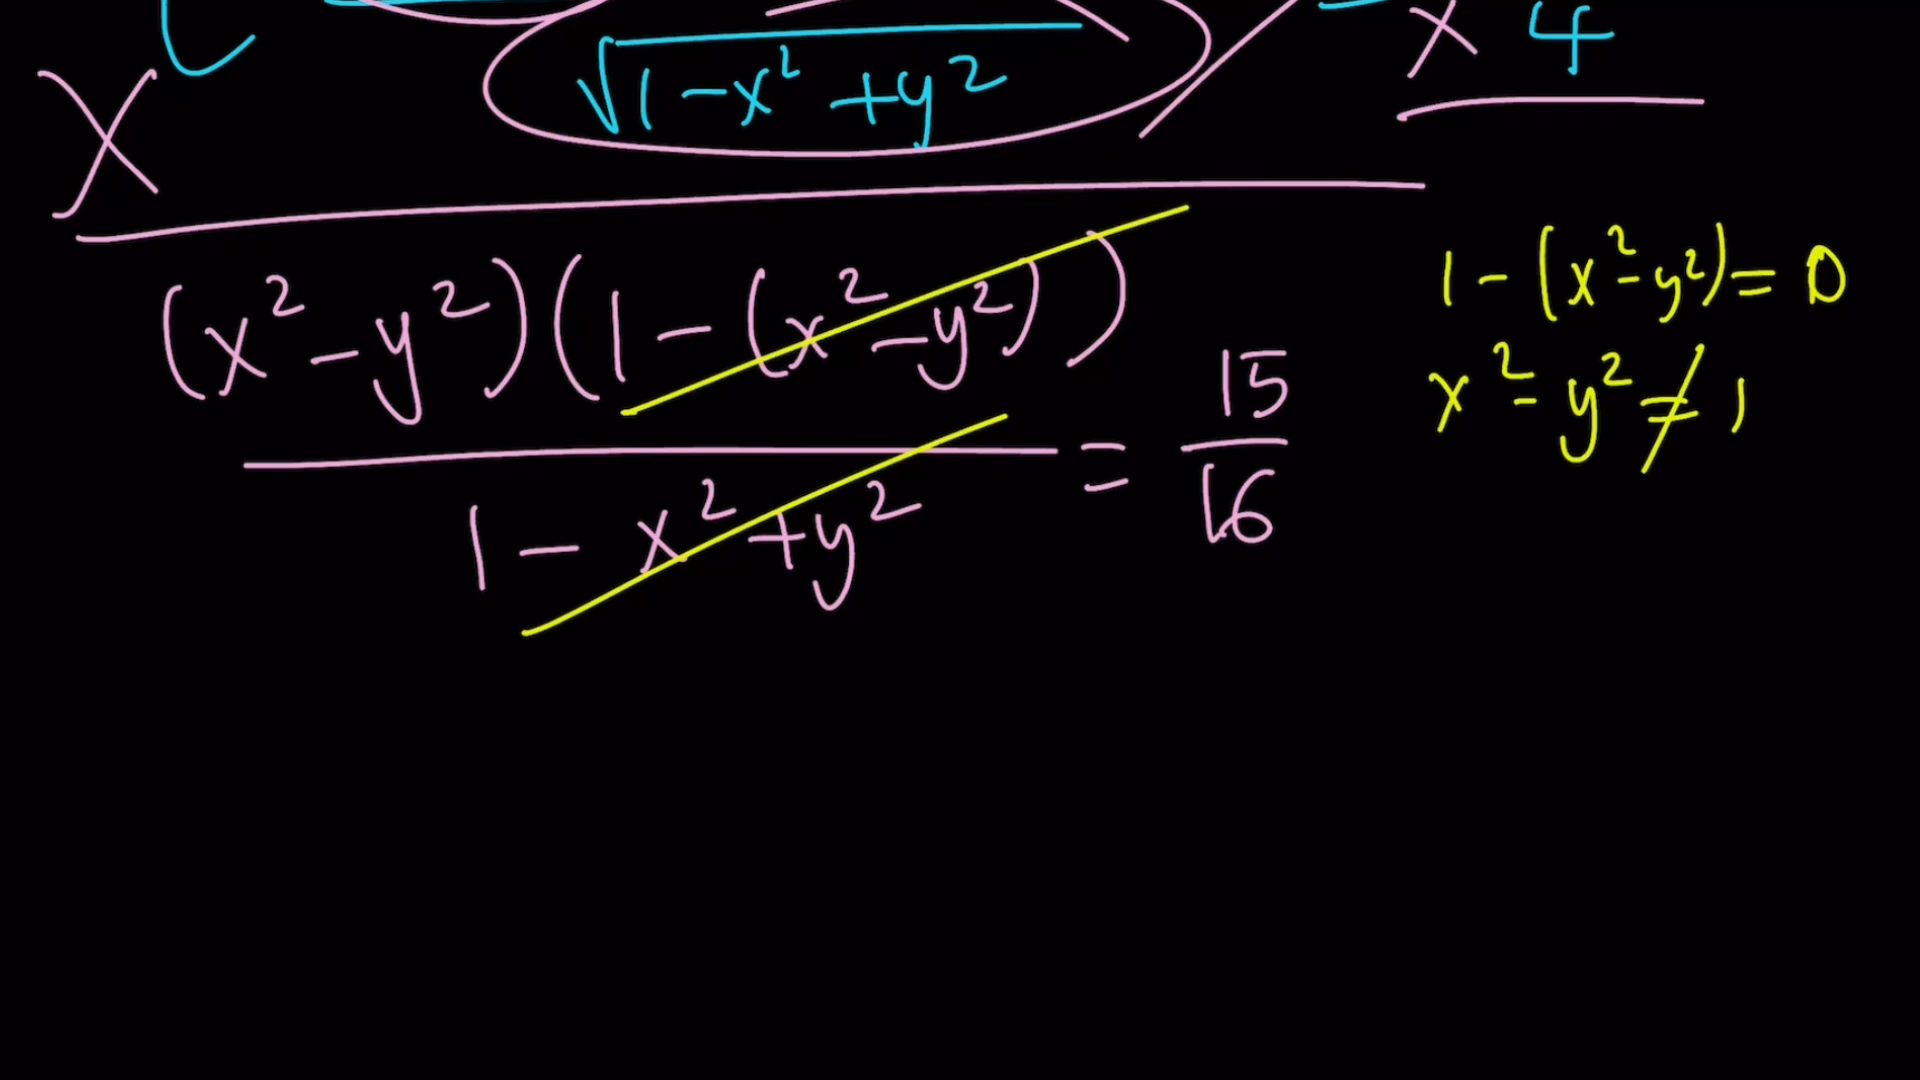 √(1-x²+y²) x 4
x
(x²-y²)(1-(x²-y²))
1-x²+y²
= 15/16
1-(x²-y²)=0
x²-y²≠1